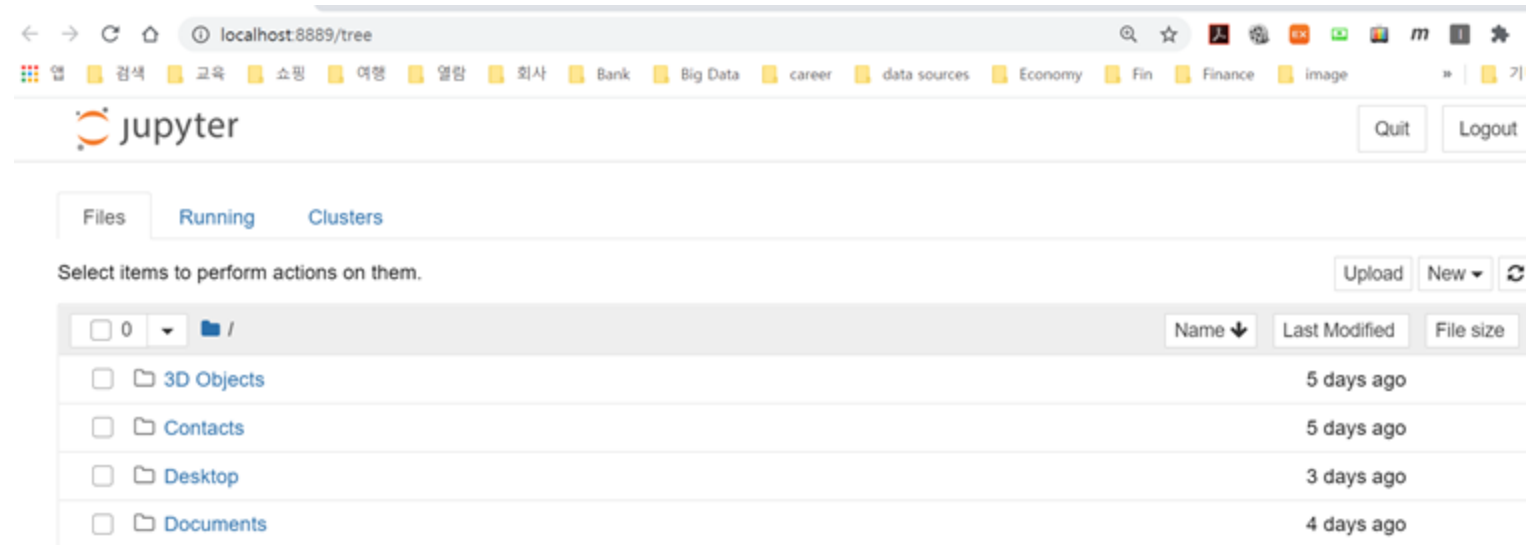 localhost:8889/tree
앱 검색 교육 쇼핑 여행 열람 회사 Bank Big Data career data sources Economy Fin Finance image »
jupyter Quit Logout
Files Running Clusters
Select items to perform actions on them. Upload New
0 / Name Last Modified File size
3D Objects 5 days ago
Contacts 5 days ago
Desktop 3 days ago
Documents 4 days ago